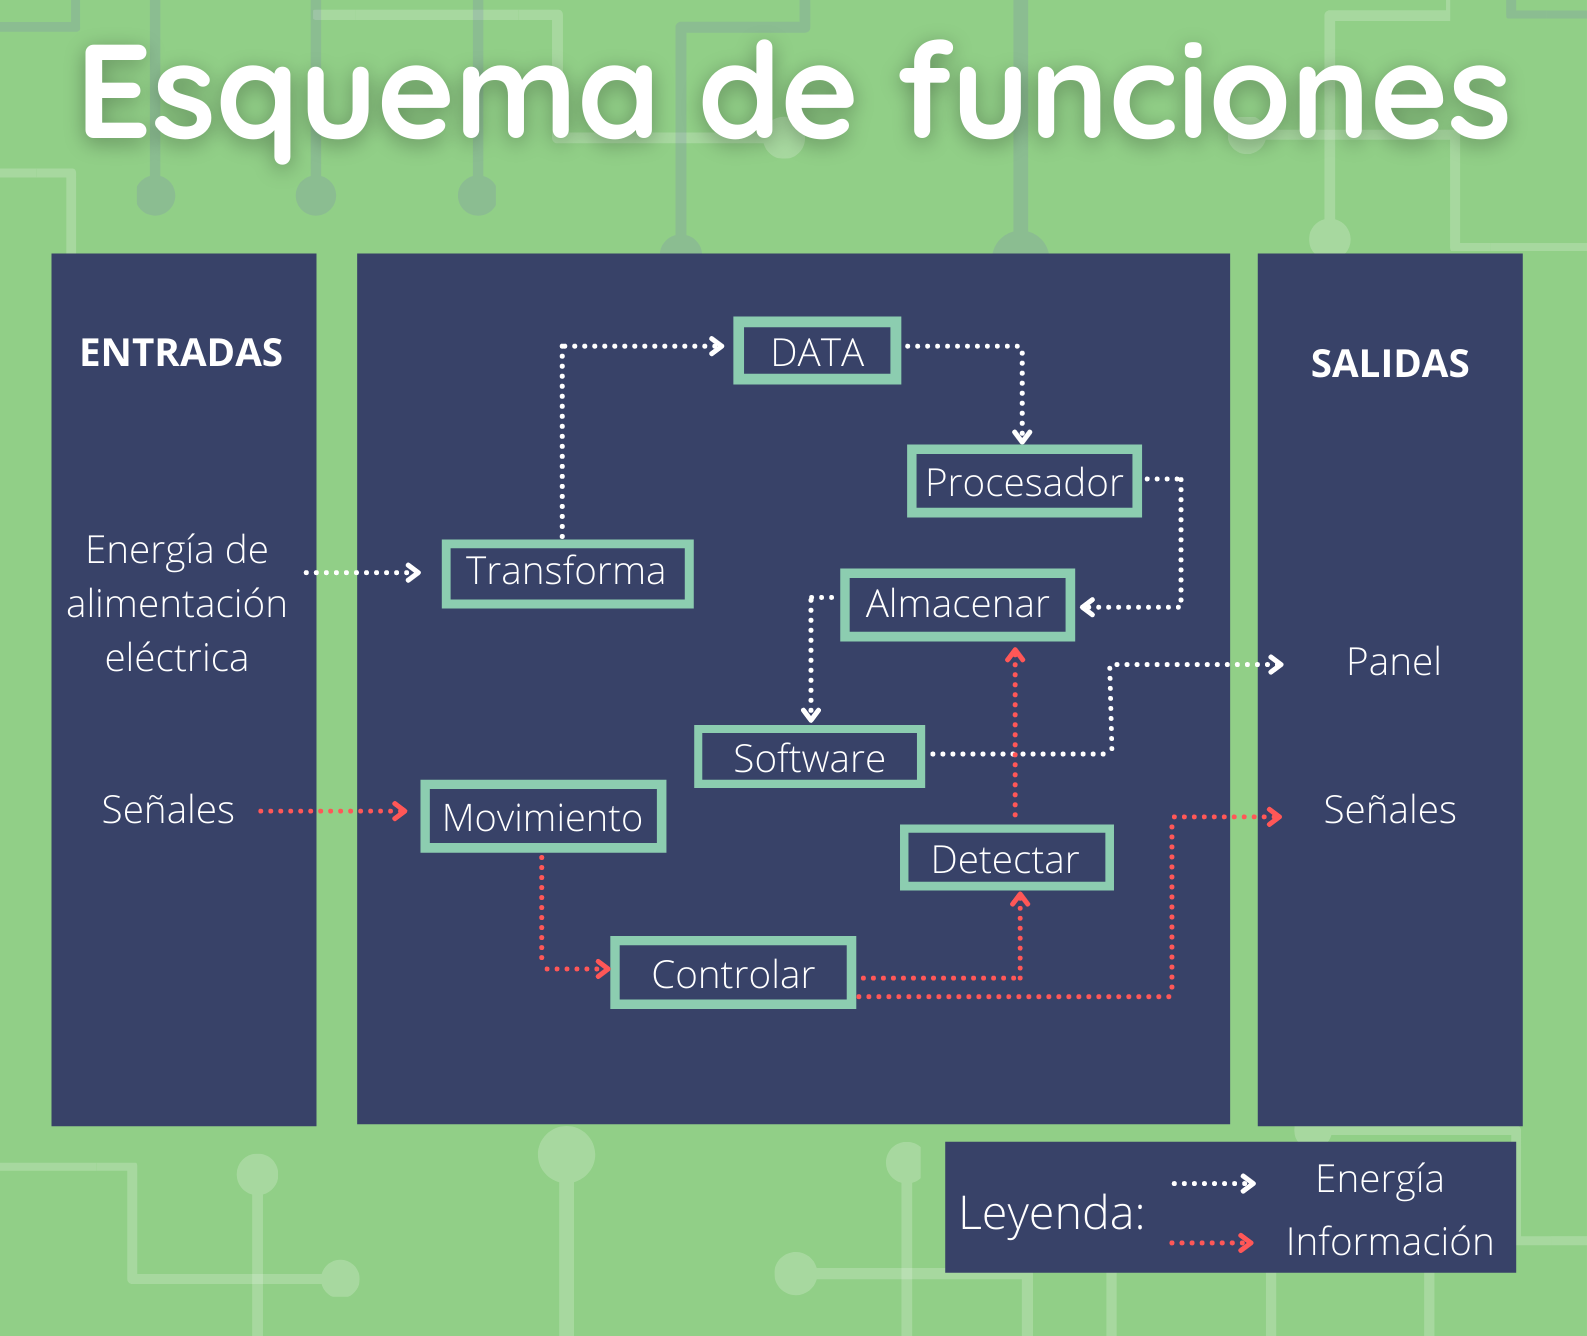 Esquema de funciones
ENTRADAS
Energía de
alimentación
eléctrica
Señales
DATA
Procesador
Transforma
Almacenar
Software
Movimiento
Detectar
Controlar
SALIDAS
Panel
Señales
Leyenda:
Energía
Información